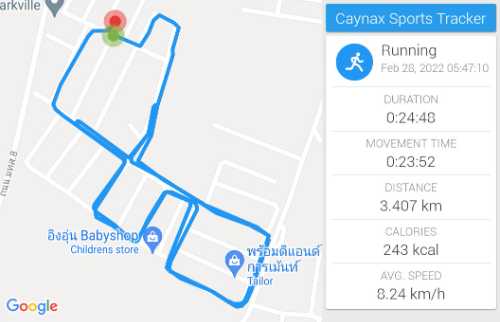 arkville
ถนน มทศ.8
อิงอุ่น Babyshop
Childrens store
พร้อมดีแอนด์
การเม้นท์
Tailor
Google
Caynax Sports Tracker
Running
Feb 28, 2022 05:47:10
DURATION
0:24:48
MOVEMENT TIME
0:23:52
DISTANCE
3.407 km
CALORIES
243 kcal
AVG. SPEED
8.24 km/h